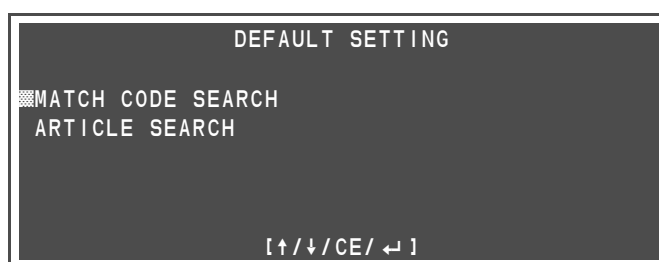 DEFAULT SETTING
MATCH CODE SEARCH
ARTICLE SEARCH
[↑/↓/CE/ ↵ ]